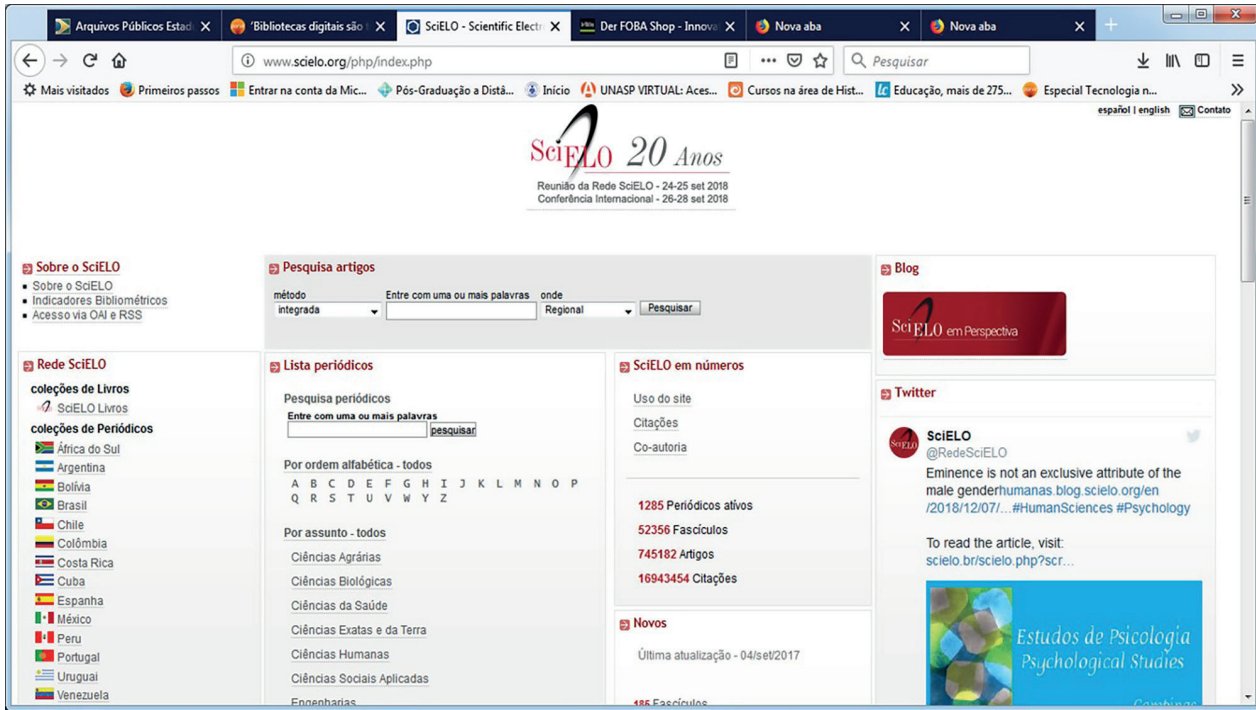 Arquivos Públicos Estad
'Bibliotecas digitais são
SciELO - Scientific Electr
Der FOBA Shop - Innova
Nova aba
Nova aba
www.scielo.org/php/index.php
Pesquisar
Mais visitados
Primeiros passos
Entrar na conta da Mic...
Pós-Graduação a Distâ...
Início
UNASP VIRTUAL: Aces...
Cursos na área de Hist...
Educação, mais de 275...
Especial Tecnologia n...
español | english
Contato
SciELO 20 Anos
Reunião da Rede SciELO - 24-25 set 2018
Conferência Internacional - 26-28 set 2018
Sobre o SciELO
Sobre o SciELO
Indicadores Bibliométricos
Acesso via OAI e RSS
Pesquisa artigos
método
Entre com uma ou mais palavras
onde
integrada
Regional
Pesquisar
Blog
SciELO em Perspectiva
Rede SciELO
coleções de Livros
SciELO Livros
coleções de Periódicos
África do Sul
Argentina
Bolívia
Brasil
Chile
Colômbia
Costa Rica
Cuba
Espanha
México
Peru
Portugal
Uruguai
Venezuela
Lista periódicos
Pesquisa periódicos
Entre com uma ou mais palavras
pesquisar
Por ordem alfabética - todos
A B C D E F G H I J K L M N O P
Q R S T U V W Y Z
Por assunto - todos
Ciências Agrárias
Ciências Biológicas
Ciências da Saúde
Ciências Exatas e da Terra
Ciências Humanas
Ciências Sociais Aplicadas
Engenharias
SciELO em números
Uso do site
Citações
Co-autoria
1285 Periódicos ativos
52356 Fascículos
745182 Artigos
16943454 Citações
Novos
Última atualização - 04/set/2017
185 Fascículos
Twitter
SciELO
SciELO
@RedeSciELO
Eminence is not an exclusive attribute of the
male genderhumanas.blog.scielo.org/en
/2018/12/07/...#HumanSciences #Psychology
To read the article, visit:
scielo.br/scielo.php?scr...
Estudos de Psicologia
Psychological Studies
Campinas